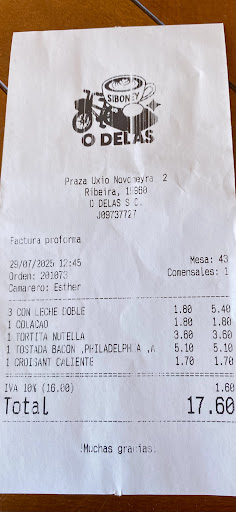 SIBONEY
O DELAS
Praza Uxio Novoneyra, 2
Ribeira, 15960
O DELAS S.C.
J09737727
Factura proforma
29/07/2025 12:45 Mesa: 43
Orden: 201073 Comensales: 1
Camarero: Esther
3 CON LECHE DOBLE 1.80 5.40
1 COLACAO 1.80 1.80
1 TORTITA NUTELLA 3.60 3.60
1 TOSTADA BACON ,PHILADELPHIA ,A 5.10 5.10
1 CROISANT CALIENTE 1.70 1.70
IVA 10% (16.00) 1.60
Total 17.60
¡Muchas gracias!